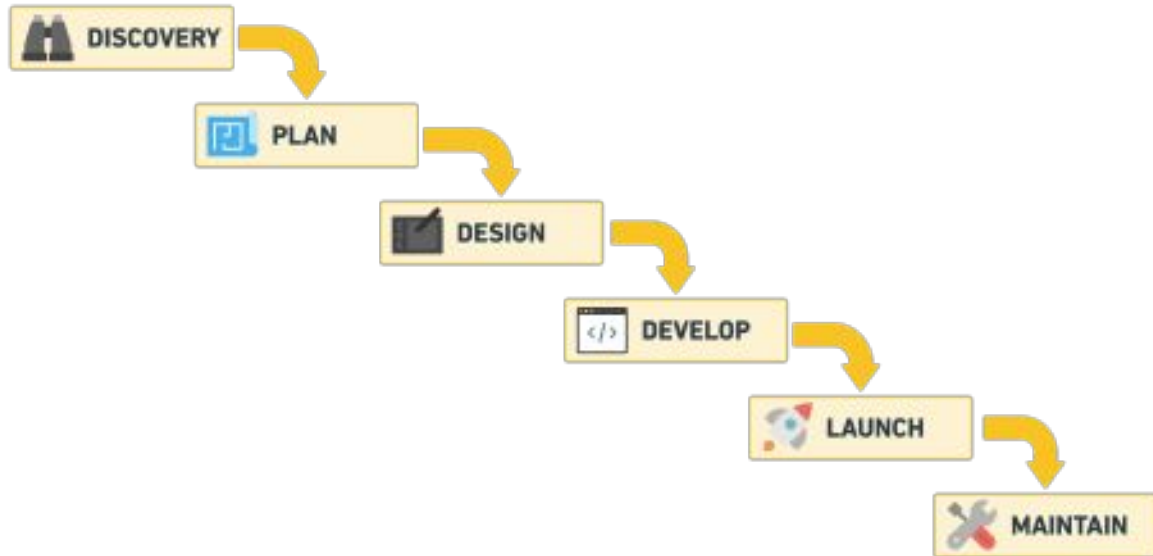 DISCOVERY
PLAN
DESIGN
</>
DEVELOP
LAUNCH
MAINTAIN